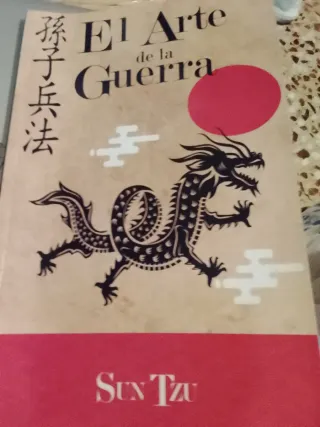 孫子兵法
El Arte
de la
Guerra
Sun Tzu